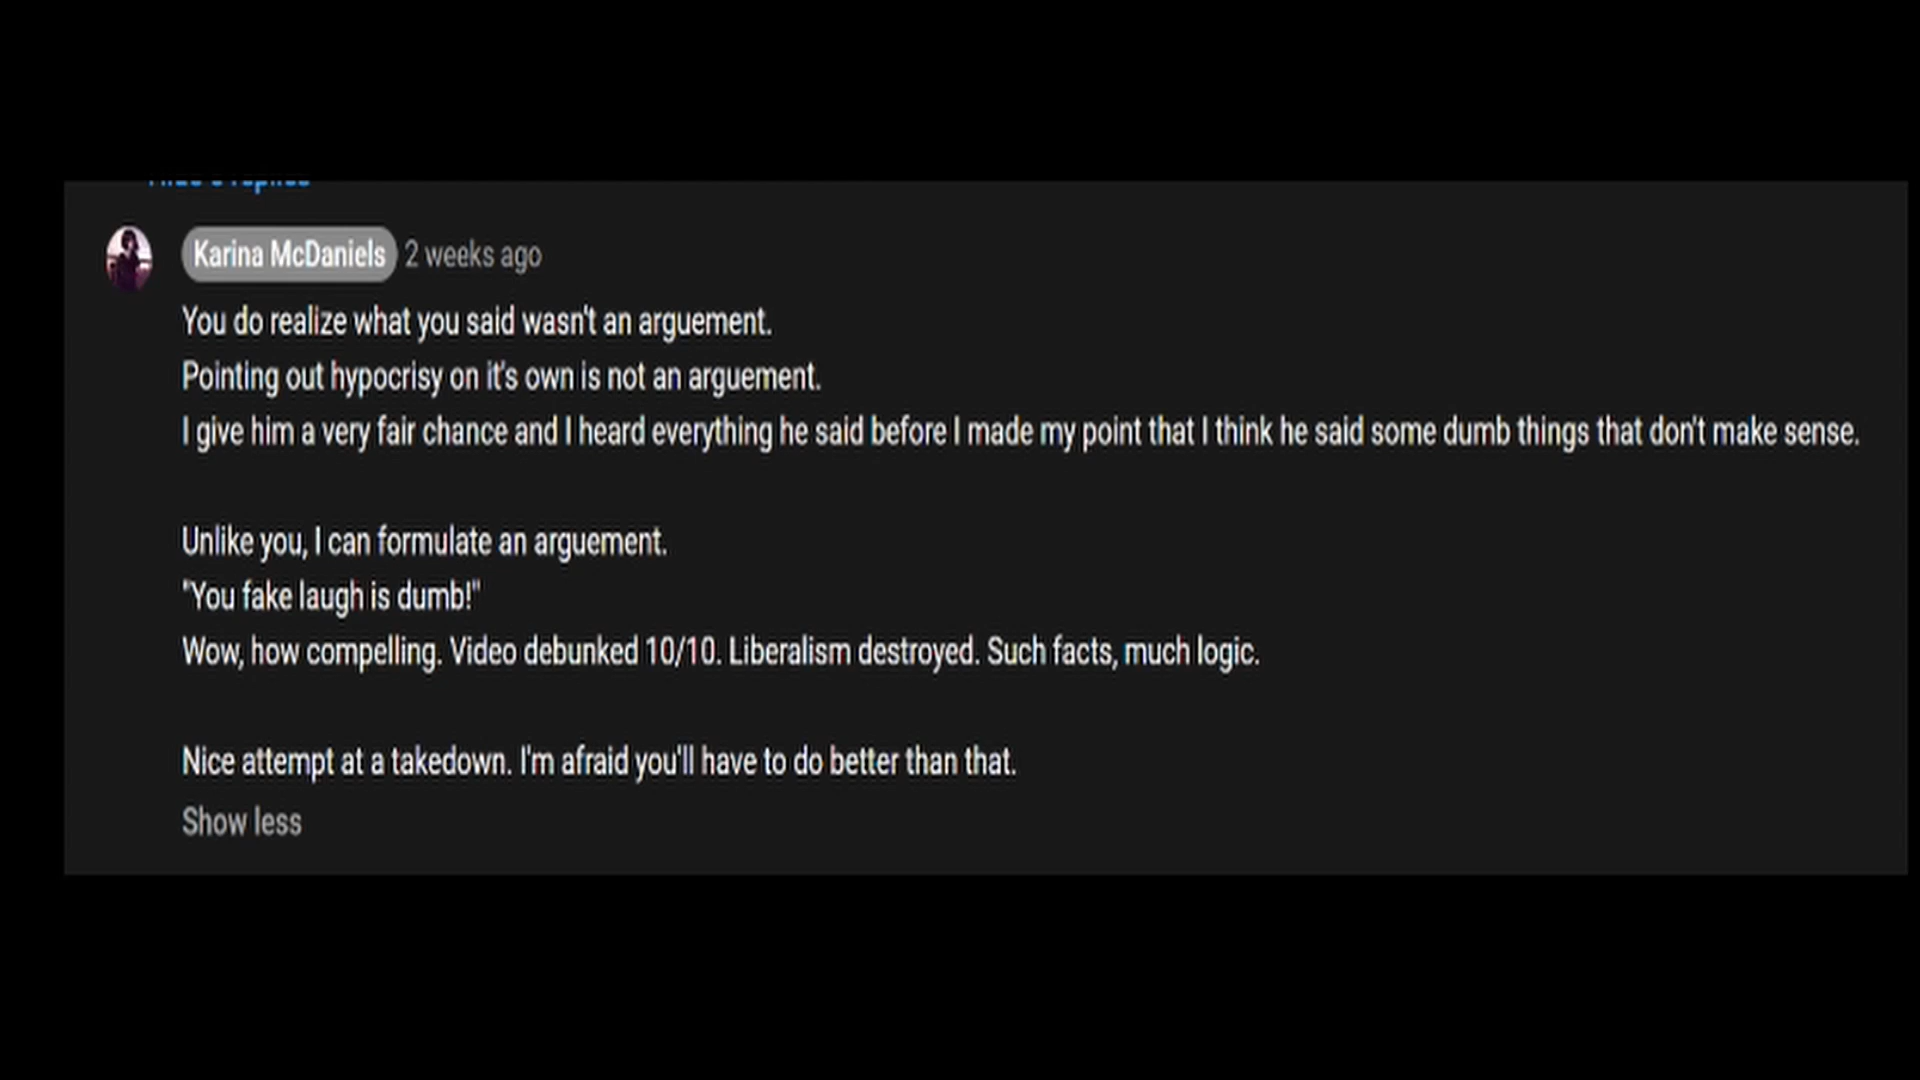 replies
Karina McDaniels 2 weeks ago
You do realize what you said wasn't an arguement.
Pointing out hypocrisy on it's own is not an arguement.
I give him a very fair chance and I heard everything he said before I made my point that I think he said some dumb things that don't make sense.
Unlike you, I can formulate an arguement.
"You fake laugh is dumb!"
Wow, how compelling. Video debunked 10/10. Liberalism destroyed. Such facts, much logic.
Nice attempt at a takedown. I'm afraid you'll have to do better than that.
Show less